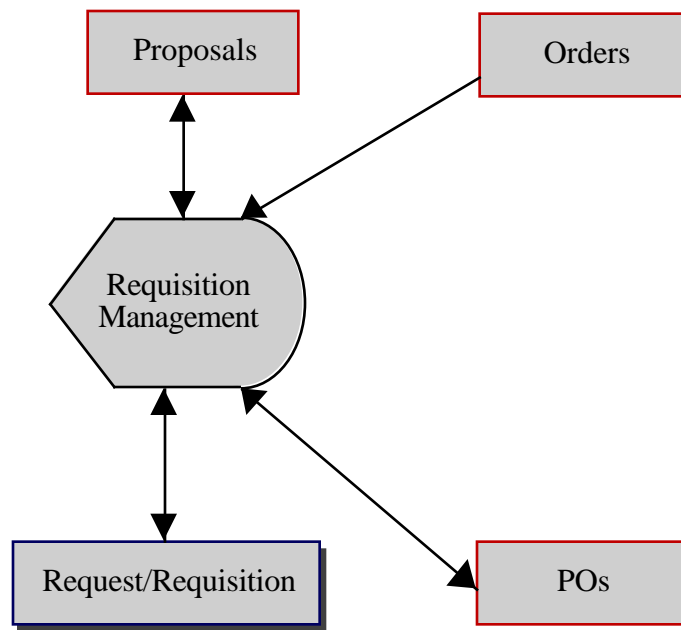 Proposals
Orders
Requisition
Management
Request/Requisition
POs